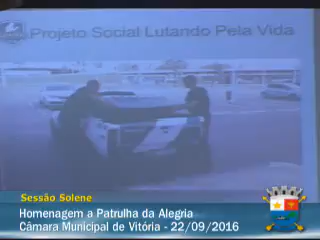 Projeto Social Lutando Pela Vida
Sessão Solene
Homenagem a Patrulha da Alegria
Câmara Municipal de Vitória - 22/09/2016